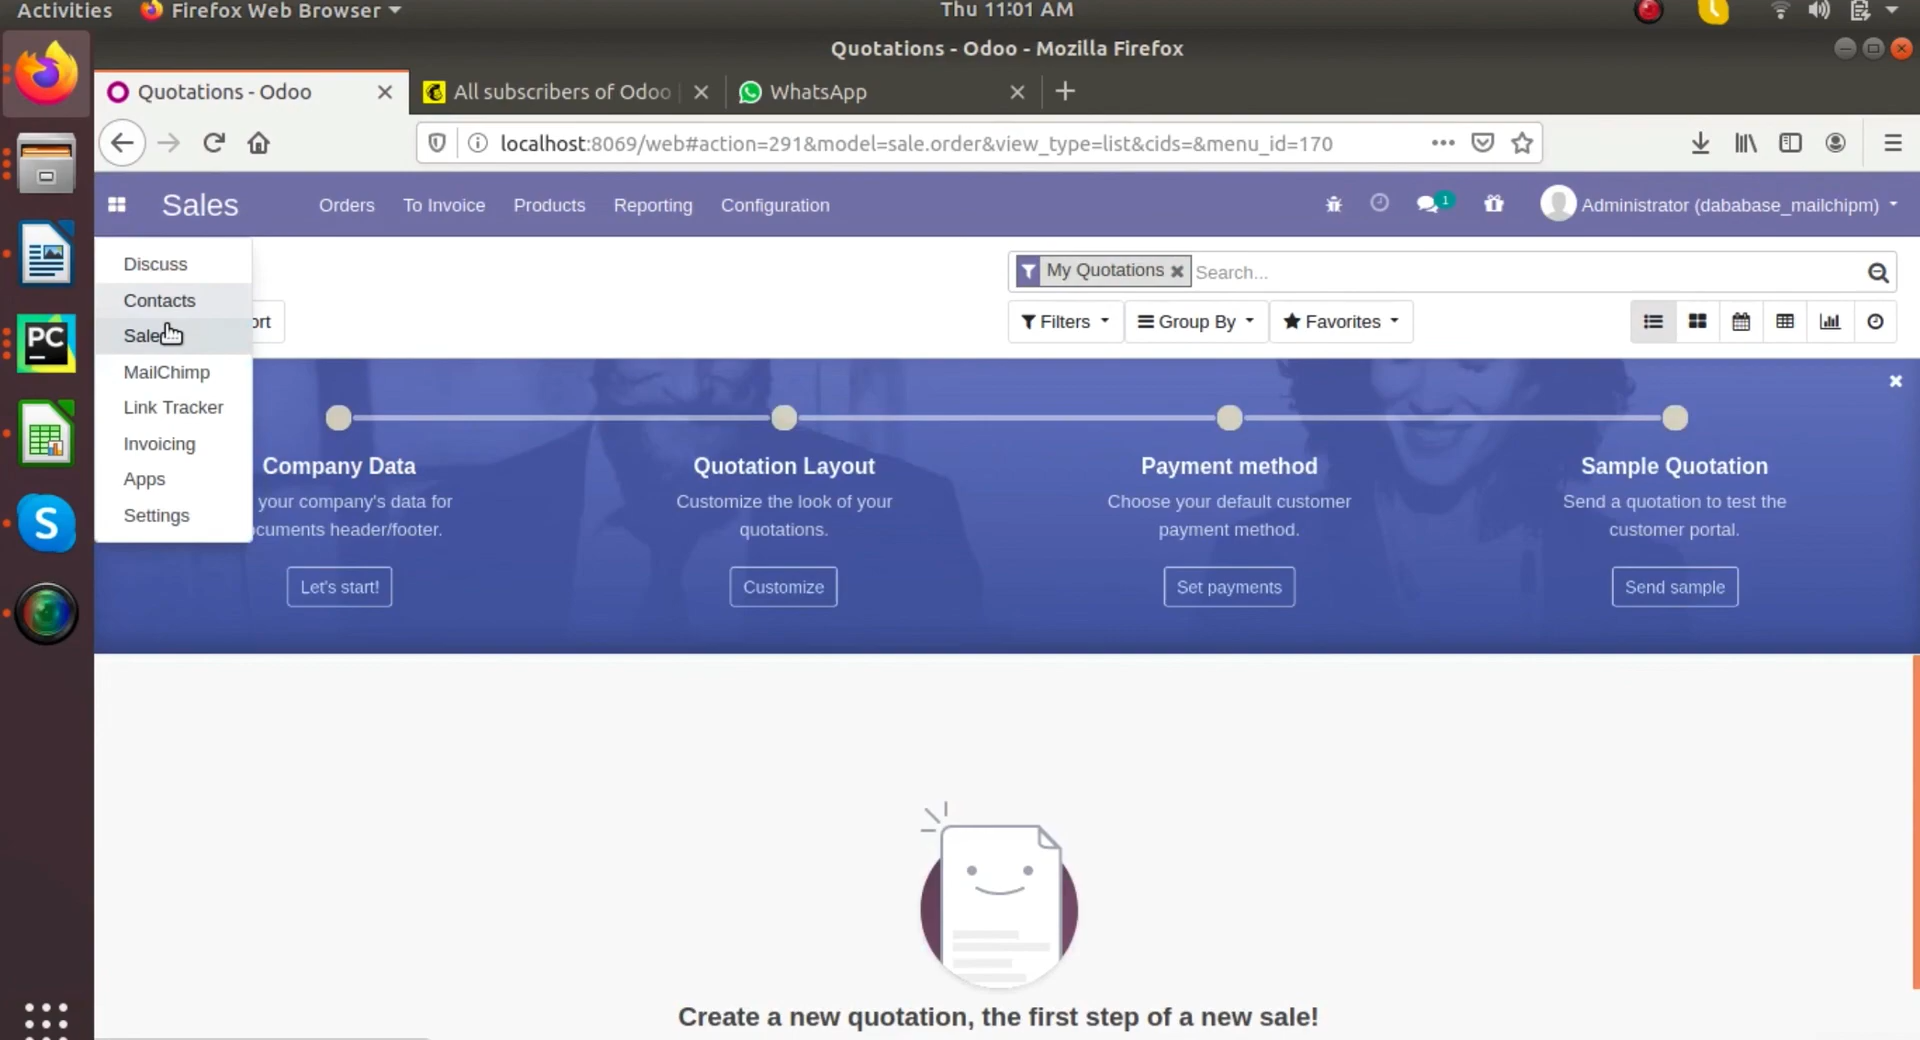 Activities Firefox Web Browser Thu 11:01 AM
Quotations - Odoo - Mozilla Firefox
Quotations - Odoo All subscribers of Odoo WhatsApp
localhost:8069/web#action=291&model=sale.order&view_type=list&cids=&menu_id=170
Sales Orders To Invoice Products Reporting Configuration 1 Administrator (dababase_mailchipm)
Discuss
My Quotations Search...
Contacts
Sale
ort Filters Group By Favorites
MailChimp
Link Tracker
Invoicing
Apps
Settings
Company Data Quotation Layout Payment method Sample Quotation
your company's data for Customize the look of your Choose your default customer Send a quotation to test the
cuments header/footer. quotations. payment method. customer portal.
Let's start! Customize Set payments Send sample
Create a new quotation, the first step of a new sale!
PC
S